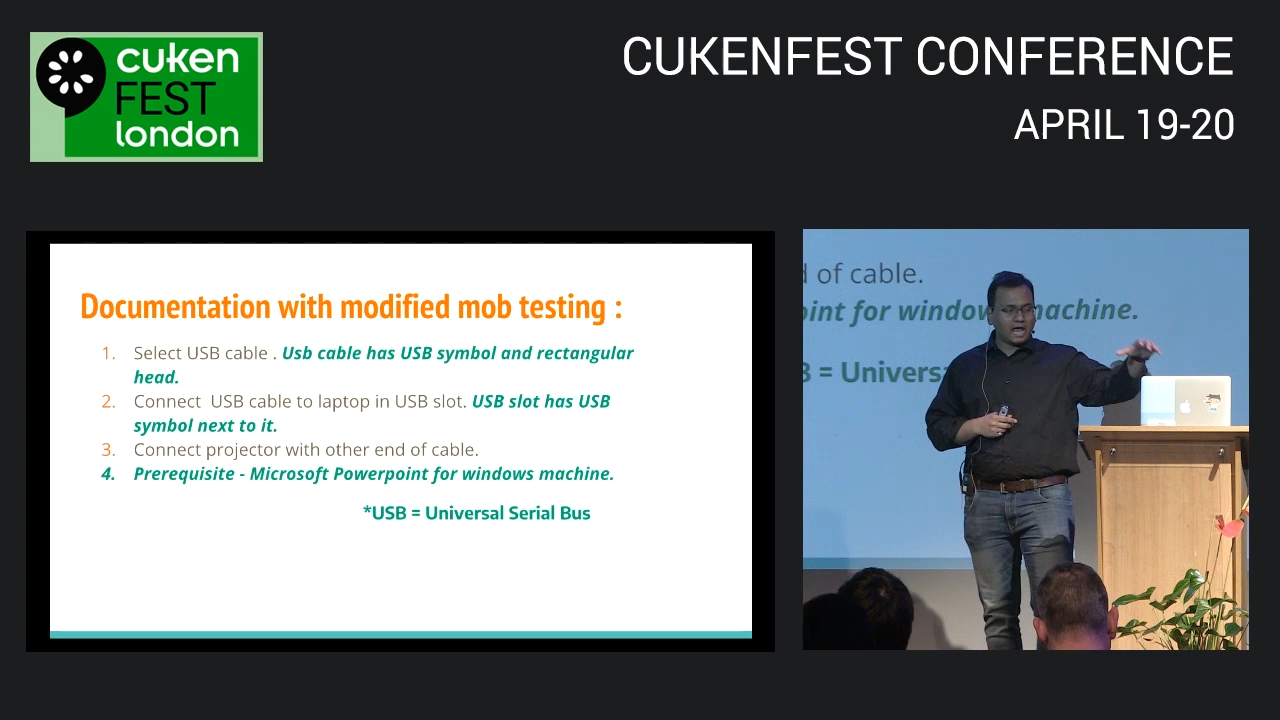 cuken
FEST
london
CUKENFEST CONFERENCE
APRIL 19-20
Documentation with modified mob testing :
1. Select USB cable . Usb cable has USB symbol and rectangular
head.
2. Connect USB cable to laptop in USB slot. USB slot has USB
symbol next to it.
3. Connect projector with other end of cable.
4. Prerequisite - Microsoft Powerpoint for windows machine.
*USB = Universal Serial Bus
of cable.
for window machine.
= Univers